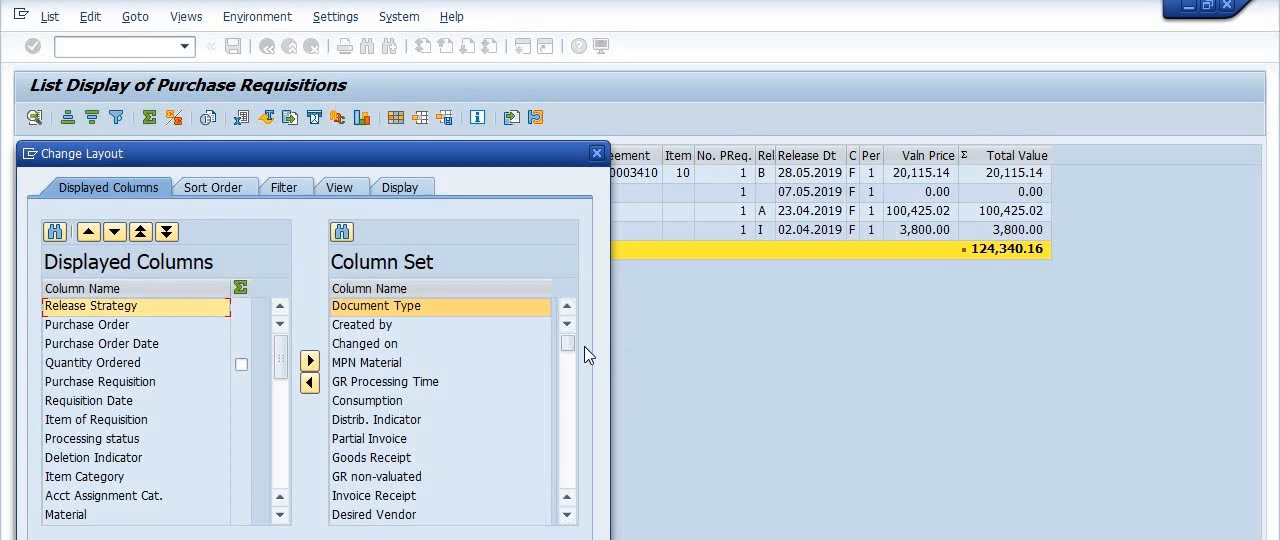 List Edit Goto Views Environment Settings System Help
List Display of Purchase Requisitions
Change Layout
eement Item No. PReq. Rel Release Dt C Per Valn Price Σ Total Value
0003410 10 1 B 28.05.2019 F 1 20,115.14 20,115.14
1 07.05.2019 F 1 0.00 0.00
1 A 23.04.2019 F 1 100,425.02 100,425.02
1 I 02.04.2019 F 1 3,800.00 3,800.00
124,340.16
Displayed Columns Sort Order Filter View Display
Displayed Columns
Column Name
Release Strategy
Purchase Order
Purchase Order Date
Quantity Ordered
Purchase Requisition
Requisition Date
Item of Requisition
Processing status
Deletion Indicator
Item Category
Acct Assignment Cat.
Material
Column Set
Column Name
Document Type
Created by
Changed on
MPN Material
GR Processing Time
Consumption
Distrib. Indicator
Partial Invoice
Goods Receipt
GR non-valuated
Invoice Receipt
Desired Vendor